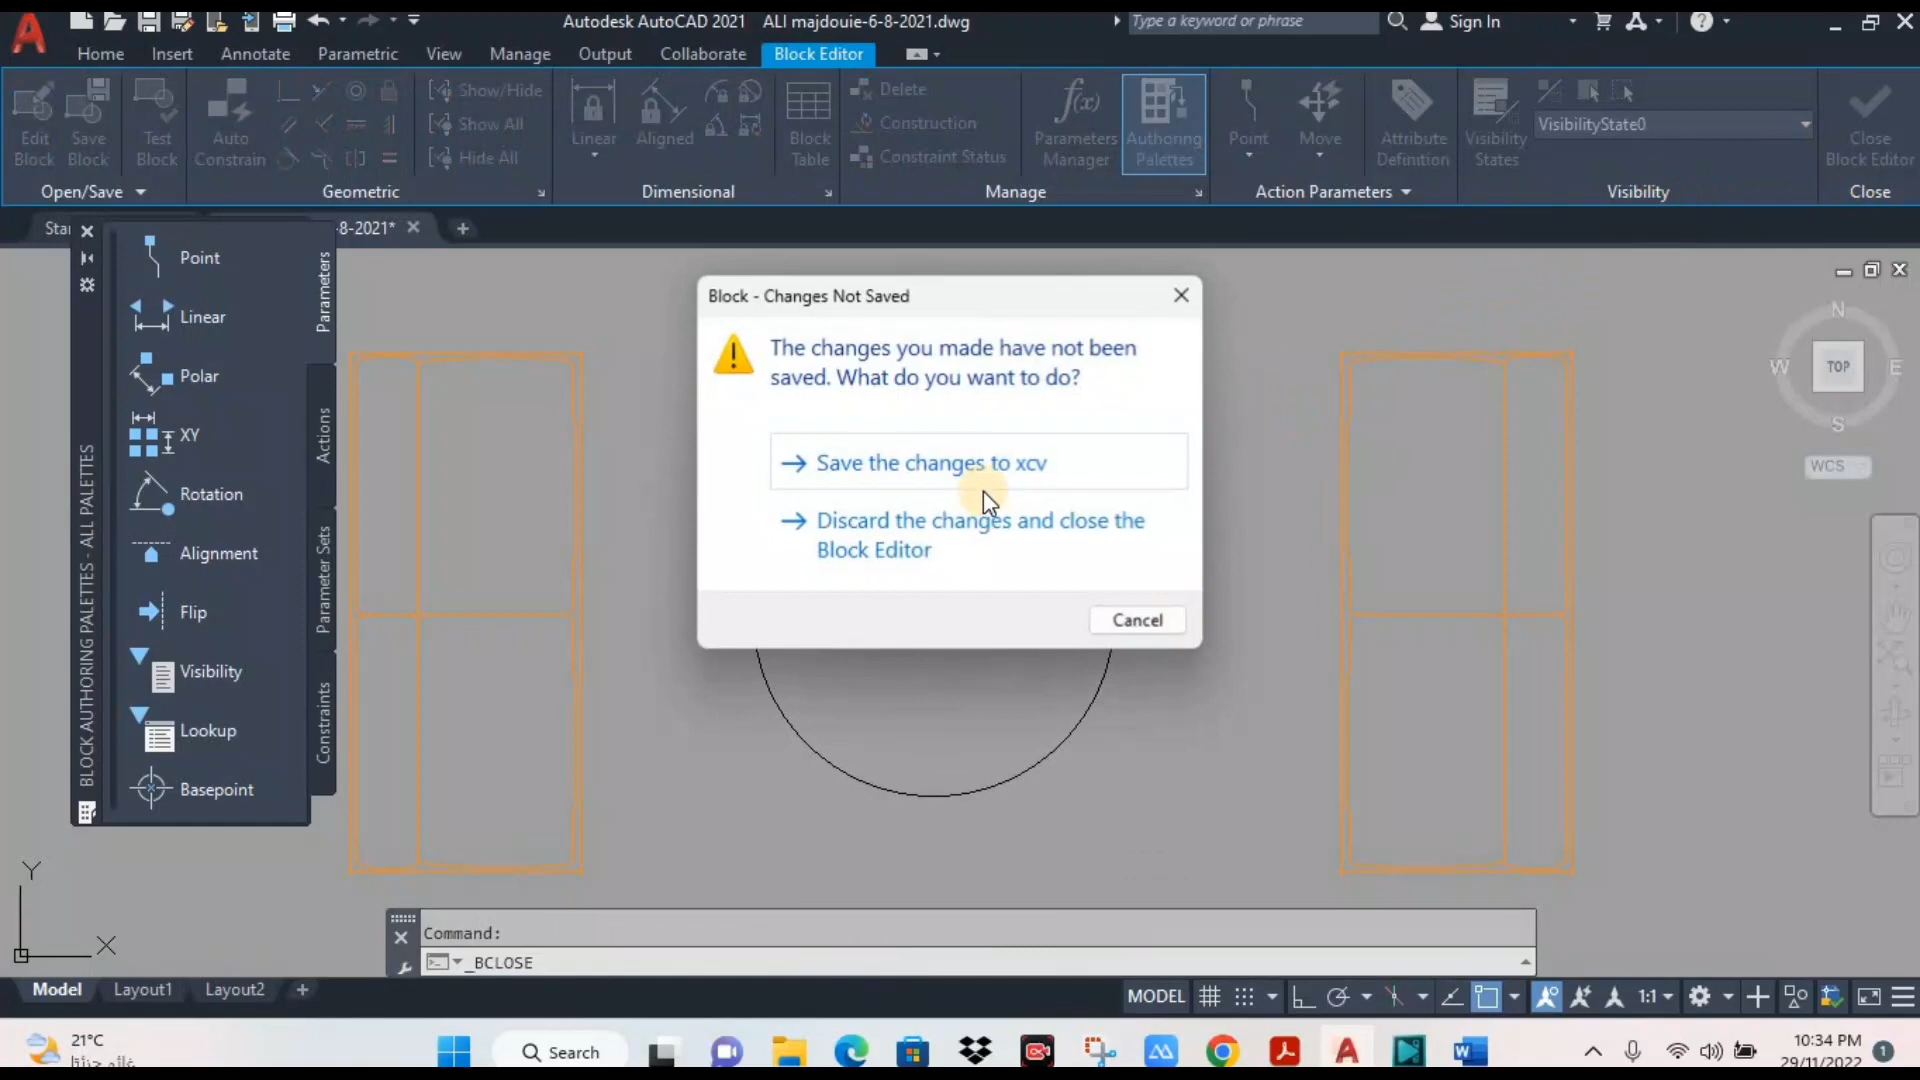 Autodesk AutoCAD 2021 ALI majdouie-6-8-2021.dwg
Type a keyword or phrase
Sign In
Home Insert Annotate Parametric View Manage Output Collaborate Block Editor
Edit Block
Save Block
Test Block
Auto Constrain
Show/Hide
Show All
Hide All
Linear
Aligned
Block Table
Delete
Construction
Constraint Status
Parameters Manager
Authoring Palettes
Point
Move
Attribute Definition
Visibility States
VisibilityState0
Close Block Editor
Open/Save Geometric Dimensional Manage Action Parameters Visibility Close
Sta
-8-2021*
Point
Linear
Polar
XY
Rotation
Alignment
Flip
Visibility
Lookup
Basepoint
Parameters
Actions
Parameter Sets
Constraints
BLOCK AUTHORING PALETTES - ALL PALETTES
Block - Changes Not Saved
The changes you made have not been
saved. What do you want to do?
Save the changes to xcv
Discard the changes and close the
Block Editor
Cancel
N
W TOP E
S
WCS
Y
X
Command:
_BCLOSE
Model Layout1 Layout2
MODEL
1:1
21°C
Search
10:34 PM
29/11/2022
1